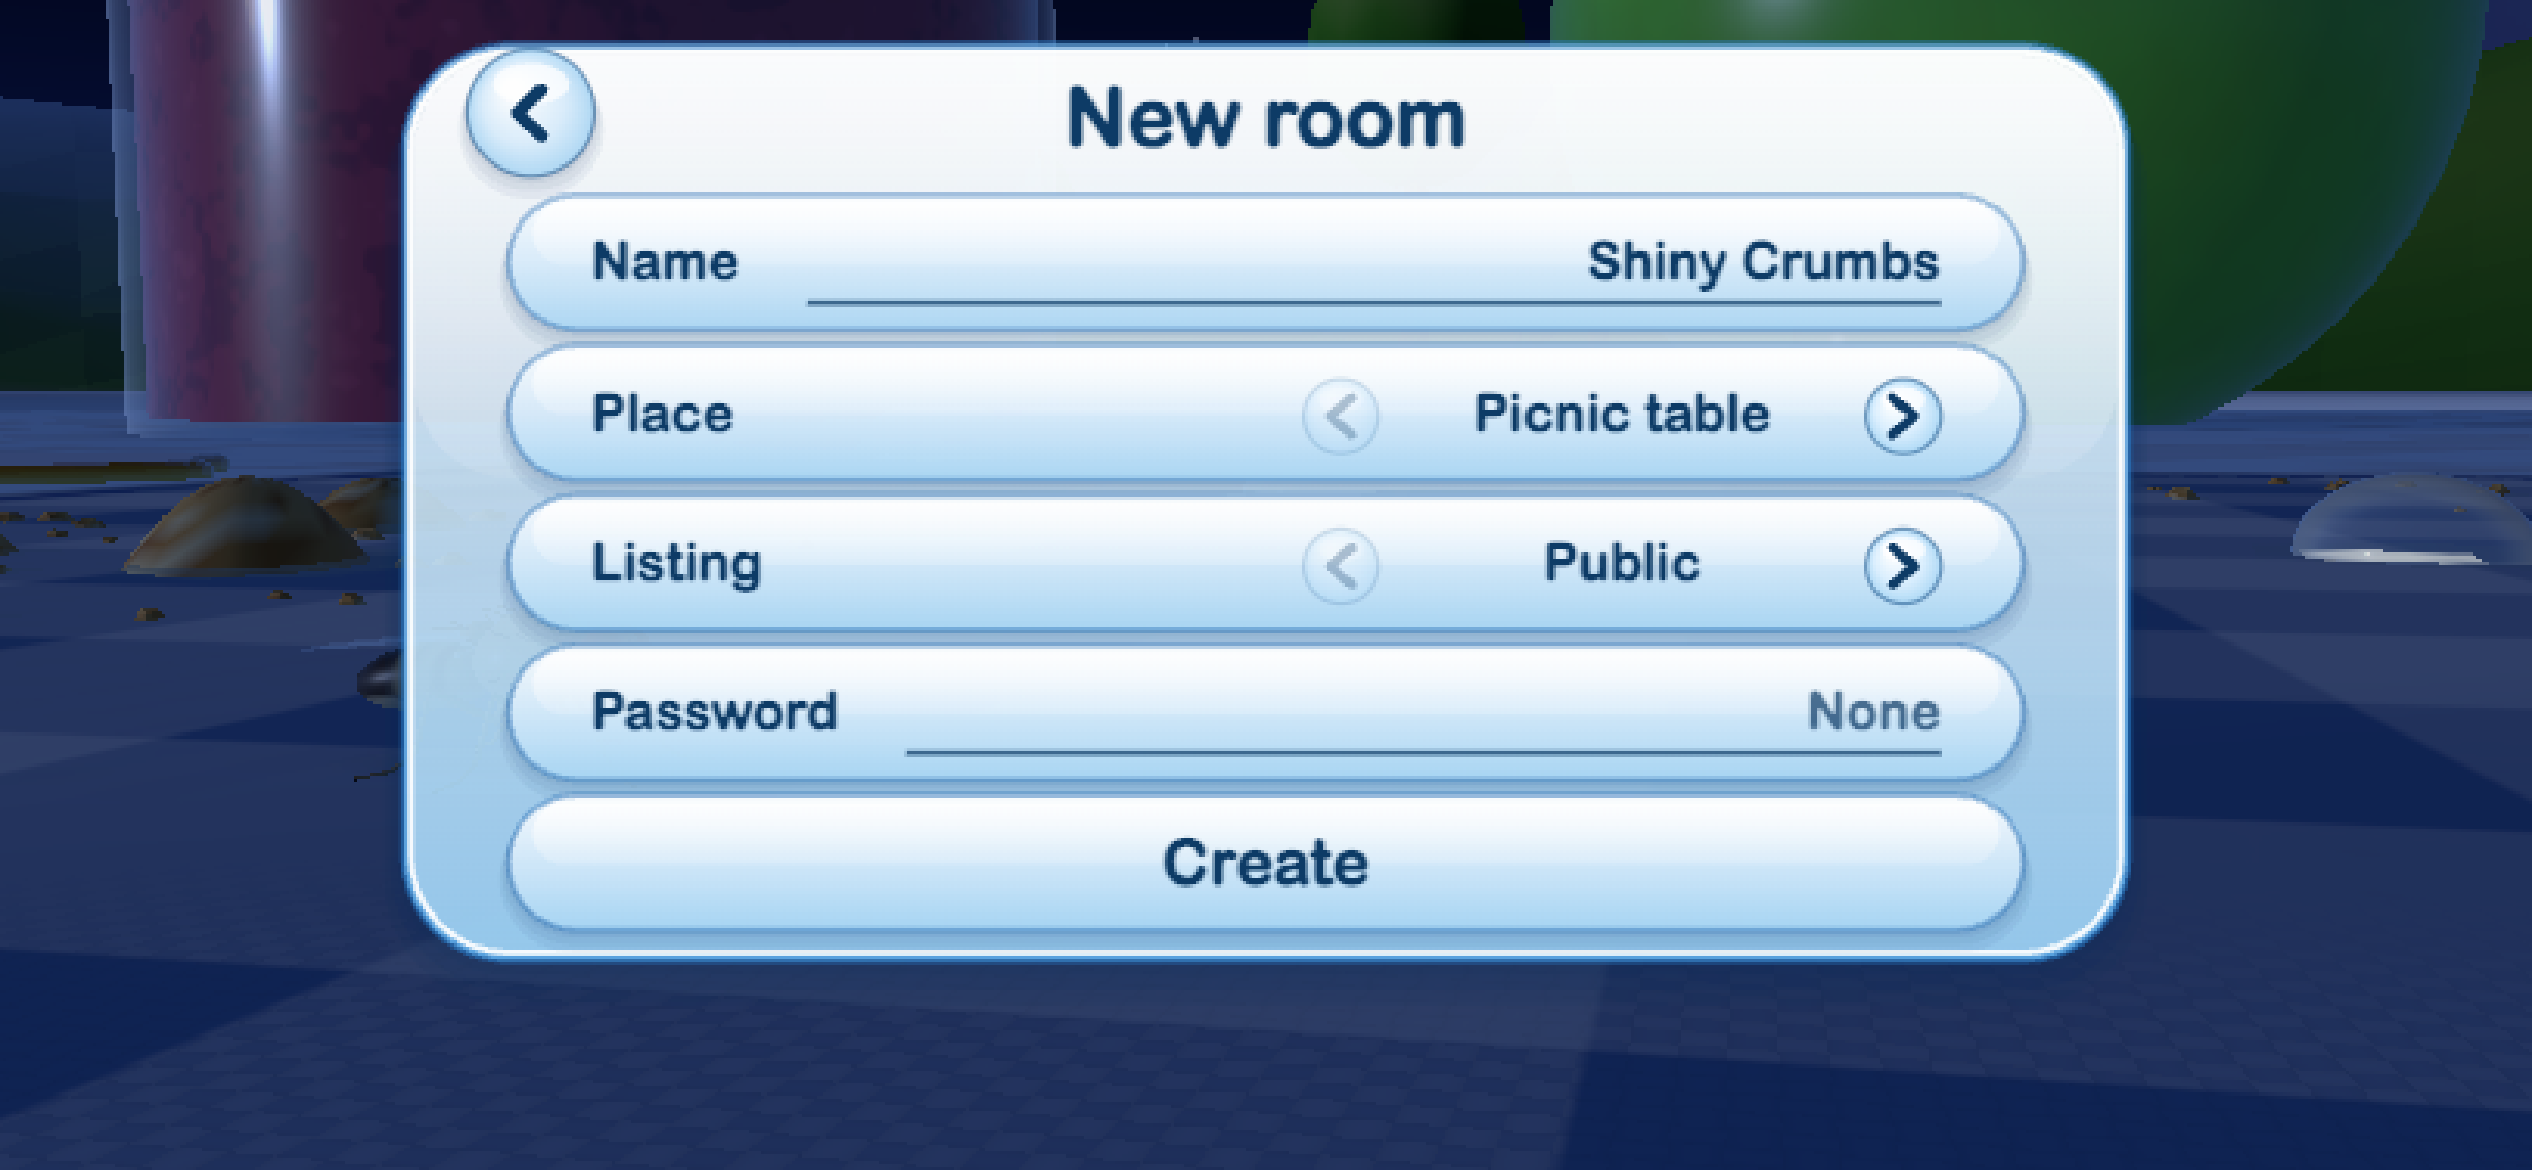 New room
Name Shiny Crumbs
Place Picnic table
Listing Public
Password None
Create